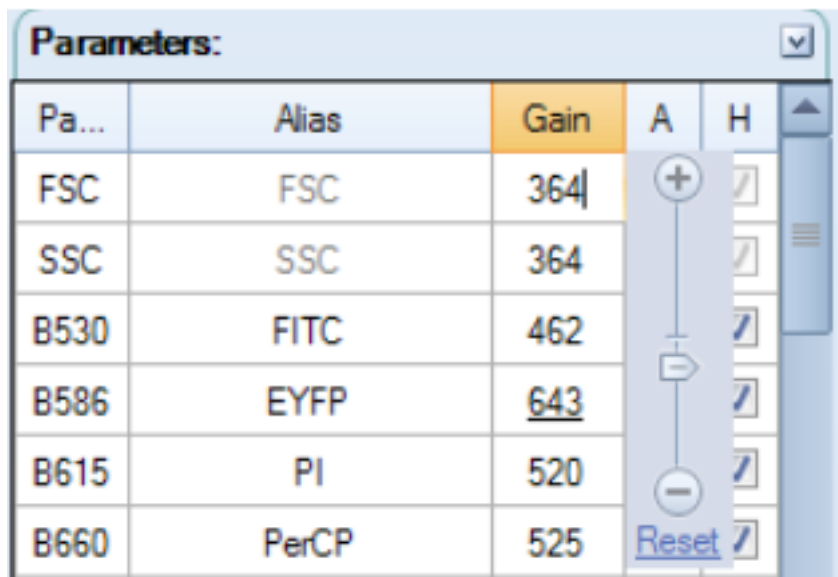 Parameters:
Pa... Alias Gain A H
FSC FSC 364
SSC SSC 364
B530 FITC 462
B586 EYFP 643
B615 PI 520
B660 PerCP 525 Reset